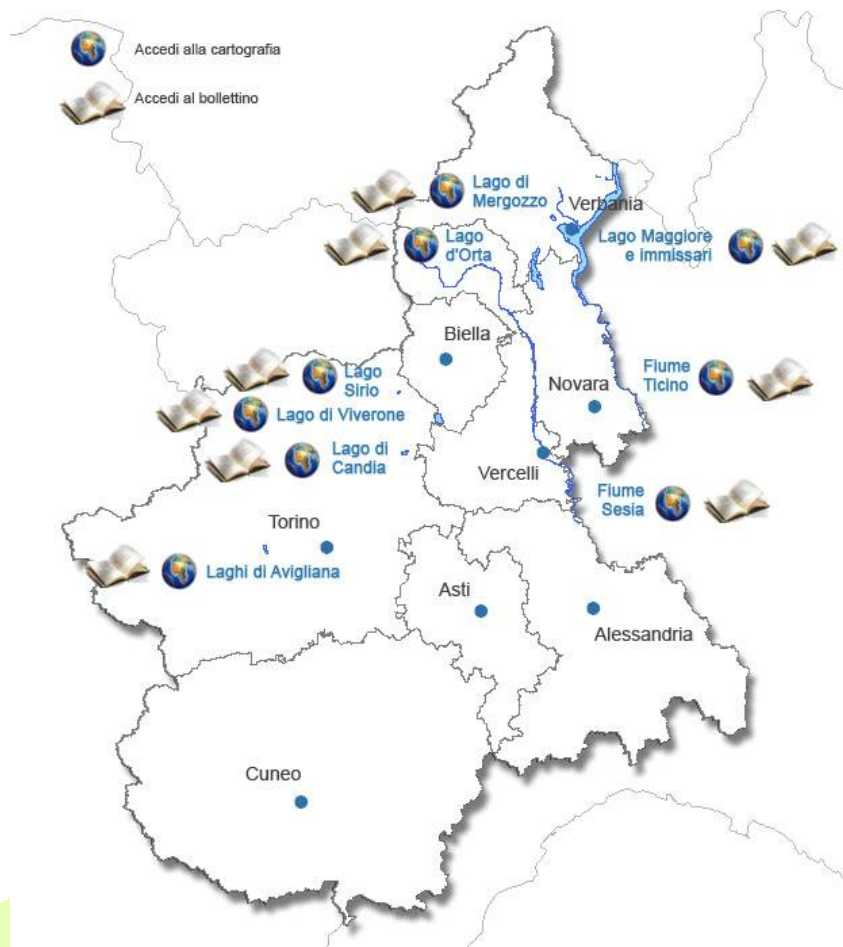 Accedi alla cartografia
Accedi al bollettino
Lago di
Mergozzo
Verbania
Lago
d'Orta
Lago Maggiore
e immissari
Biella
Lago
Sirio
Fiume
Ticino
Novara
Lago di Viverone
Lago di
Candia
Vercelli
Fiume
Sesia
Torino
Laghi di Avigliana
Asti
Alessandria
Cuneo